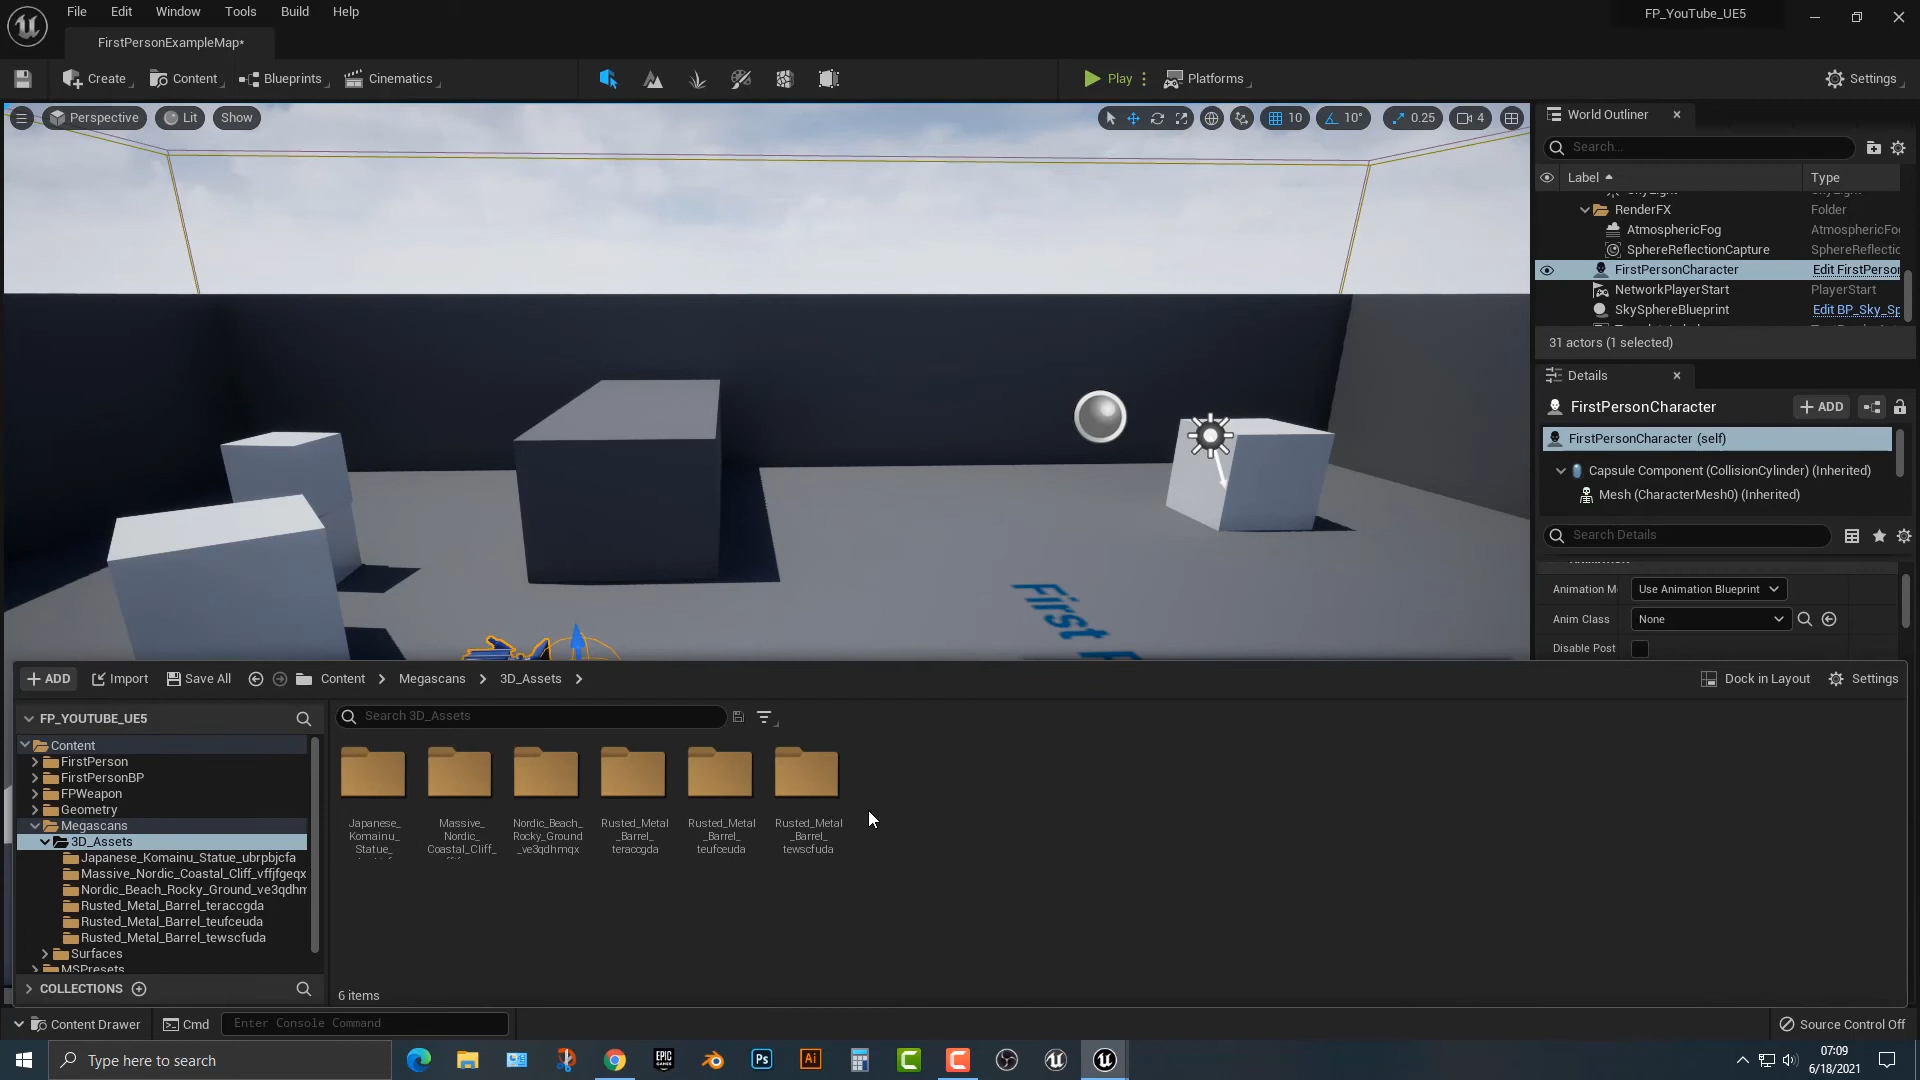 File Edit Window Tools Build Help
FP_YouTube_UE5
FirstPersonExampleMap*
Create Content Blueprints Cinematics Play Platforms Settings
Perspective Lit Show 10 10° 0.25 4
World Outliner
Search...
Label Type
RenderFX Folder
AtmosphericFog AtmosphericFo
SphereReflectionCapture SphereReflectic
FirstPersonCharacter Edit FirstPerson
NetworkPlayerStart PlayerStart
SkySphereBlueprint Edit BP_Sky_Sp
31 actors (1 selected)
Details
FirstPersonCharacter + ADD
FirstPersonCharacter (self)
Capsule Component (CollisionCylinder) (Inherited)
Mesh (CharacterMesh0) (Inherited)
Search Details
Animation M Use Animation Blueprint
Anim Class None
Disable Post
First P
+ ADD Import Save All Content Megascans 3D_Assets Dock in Layout Settings
FP_YOUTUBE_UE5
Search 3D_Assets
Content
FirstPerson
FirstPersonBP
FPWeapon
Geometry
Megascans
3D_Assets
Japanese_Komainu_Statue_ubrpbjcfa
Massive_Nordic_Coastal_Cliff_vffjfgeqx
Nordic_Beach_Rocky_Ground_ve3qdhm
Rusted_Metal_Barrel_teraccgda
Rusted_Metal_Barrel_teufceuda
Rusted_Metal_Barrel_tewscfuda
Surfaces
MSPresets
COLLECTIONS
Japanese_
Komainu_
Statue_
Massive_
Nordic_
Coastal_Cliff_
Nordic_Beach_
Rocky_Ground
_ve3qdhmqx
Rusted_Metal
_Barrel_
teraccgda
Rusted_Metal
_Barrel_
teufceuda
Rusted_Metal
_Barrel_
tewscfuda
6 items
Content Drawer Cmd Enter Console Command Source Control Off
Type here to search
EPIC GAMES
Ps
Ai
07:09
6/18/2021